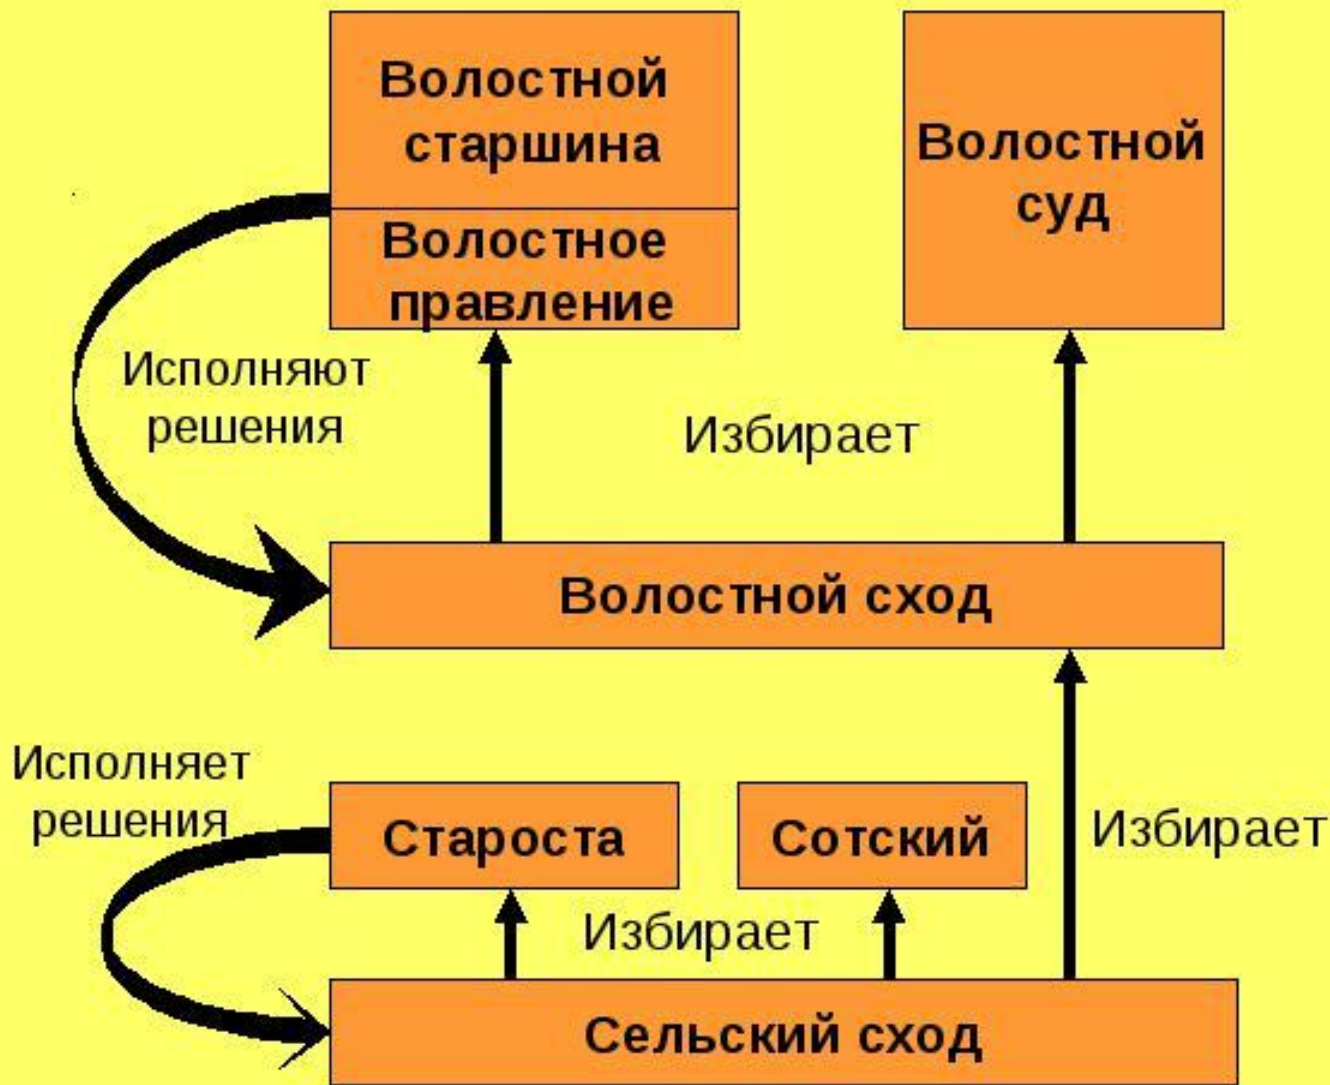 Волостной
старшина
Волостное
правление
Волостной
суд
Исполняют
решения
Избирает
Волостной сход
Исполняет
решения
Староста
Сотский
Избирает
Избирает
Сельский сход